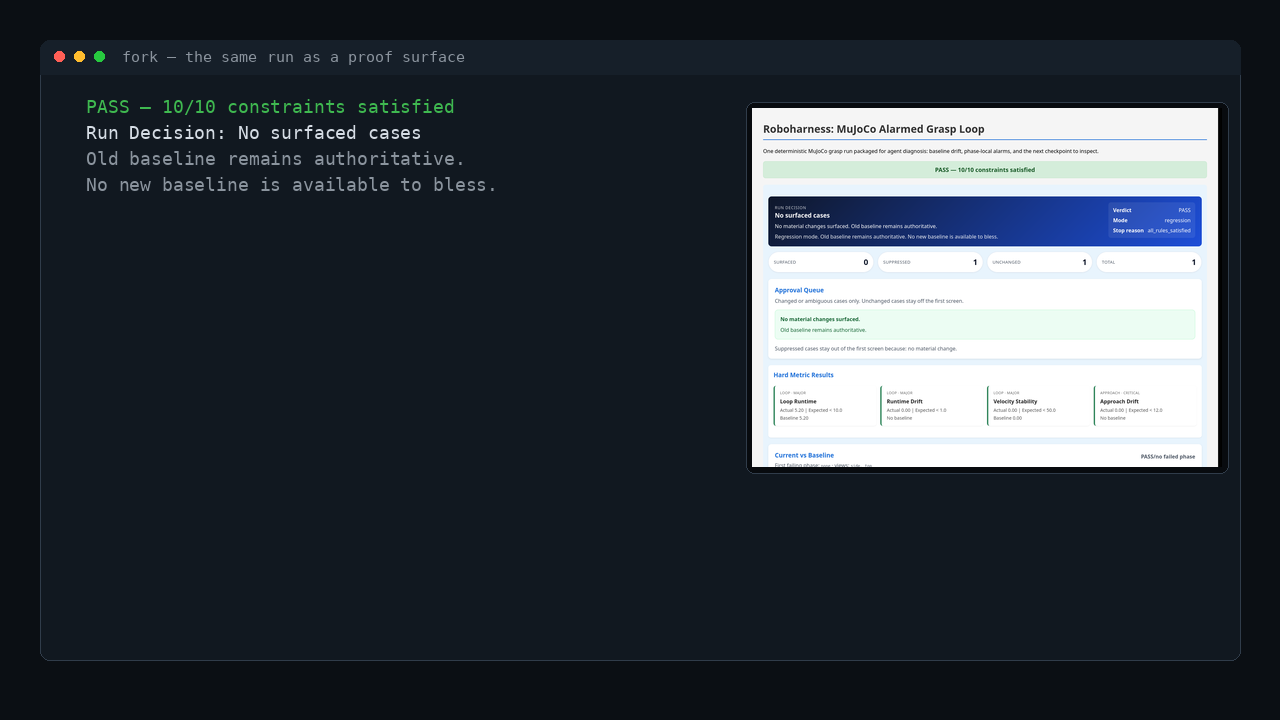 fork — the same run as a proof surface
PASS — 10/10 constraints satisfied
Run Decision: No surfaced cases
Old baseline remains authoritative.
No new baseline is available to bless.
Roboharness: MuJoCo Alarmed Grasp Loop
One deterministic MuJoCo grasp run packaged for agent diagnosis: baseline drift, phase-local alarms, and the next checkpoint to inspect.
PASS — 10/10 constraints satisfied
RUN DECISION
No surfaced cases
No material changes surfaced. Old baseline remains authoritative.
Regression mode. Old baseline remains authoritative. No new baseline is available to bless.
Verdict PASS
Mode regression
Stop reason all_rules_satisfied
SURFACED 0
SUPPRESSED 1
UNCHANGED 1
TOTAL 1
Approval Queue
Changed or ambiguous cases only. Unchanged cases stay off the first screen.
No material changes surfaced.
Old baseline remains authoritative.
Suppressed cases stay out of the first screen because: no material change.
Hard Metric Results
LOOP · MAJOR
Loop Runtime
Actual 5.20 | Expected < 10.0
Baseline 5.20
LOOP · MAJOR
Runtime Drift
Actual 0.00 | Expected < 1.0
No baseline
LOOP · MAJOR
Velocity Stability
Actual 0.00 | Expected < 50.0
Baseline 0.00
APPROACH · CRITICAL
Approach Drift
Actual 0.00 | Expected < 12.0
No baseline
Current vs Baseline
PASS/no failed phase
First failing phase: